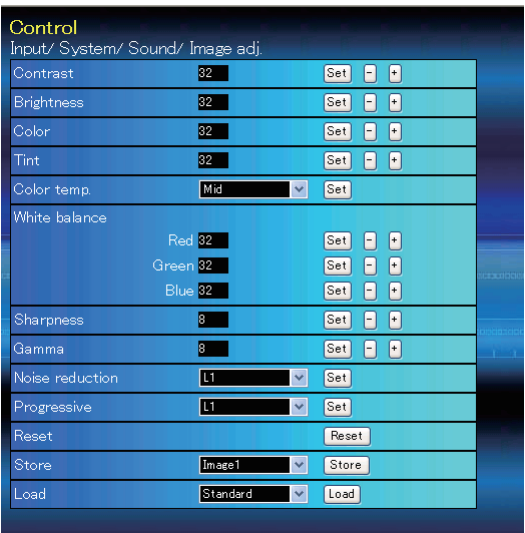 Control
Input/ System/ Sound/ Image adj.
Contrast 32 Set - +
Brightness 32 Set - +
Color 32 Set - +
Tint 32 Set - +
Color temp. Mid Set
White balance
Red 32 Set - +
Green 32 Set - +
Blue 32 Set - +
Sharpness 8 Set - +
Gamma 8 Set - +
Noise reduction L1 Set
Progressive L1 Set
Reset Reset
Store Image1 Store
Load Standard Load